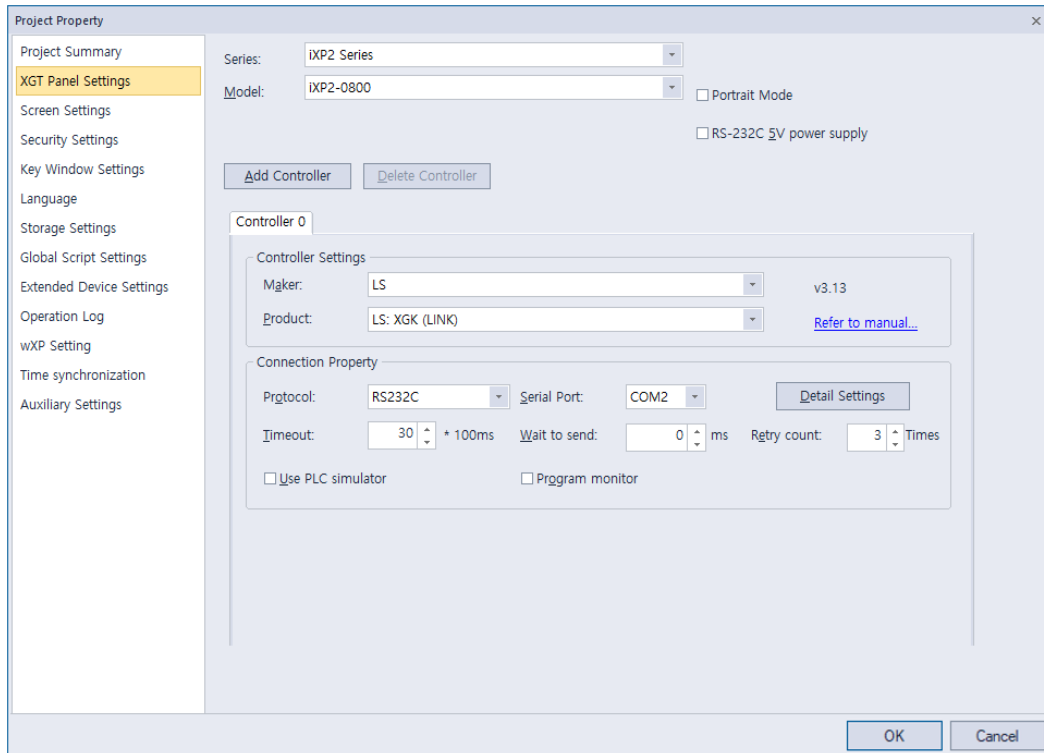 Project Property
Project Summary
XGT Panel Settings
Screen Settings
Security Settings
Key Window Settings
Language
Storage Settings
Global Script Settings
Extended Device Settings
Operation Log
wXP Setting
Time synchronization
Auxiliary Settings
Series: iXP2 Series
Model: iXP2-0800
Portrait Mode
RS-232C 5V power supply
Add Controller Delete Controller
Controller 0
Controller Settings
Maker: LS v3.13
Product: LS: XGK (LINK) Refer to manual...
Connection Property
Protocol: RS232C Serial Port: COM2 Detail Settings
Timeout: 30 * 100ms Wait to send: 0 ms Retry count: 3 Times
Use PLC simulator Program monitor
OK Cancel